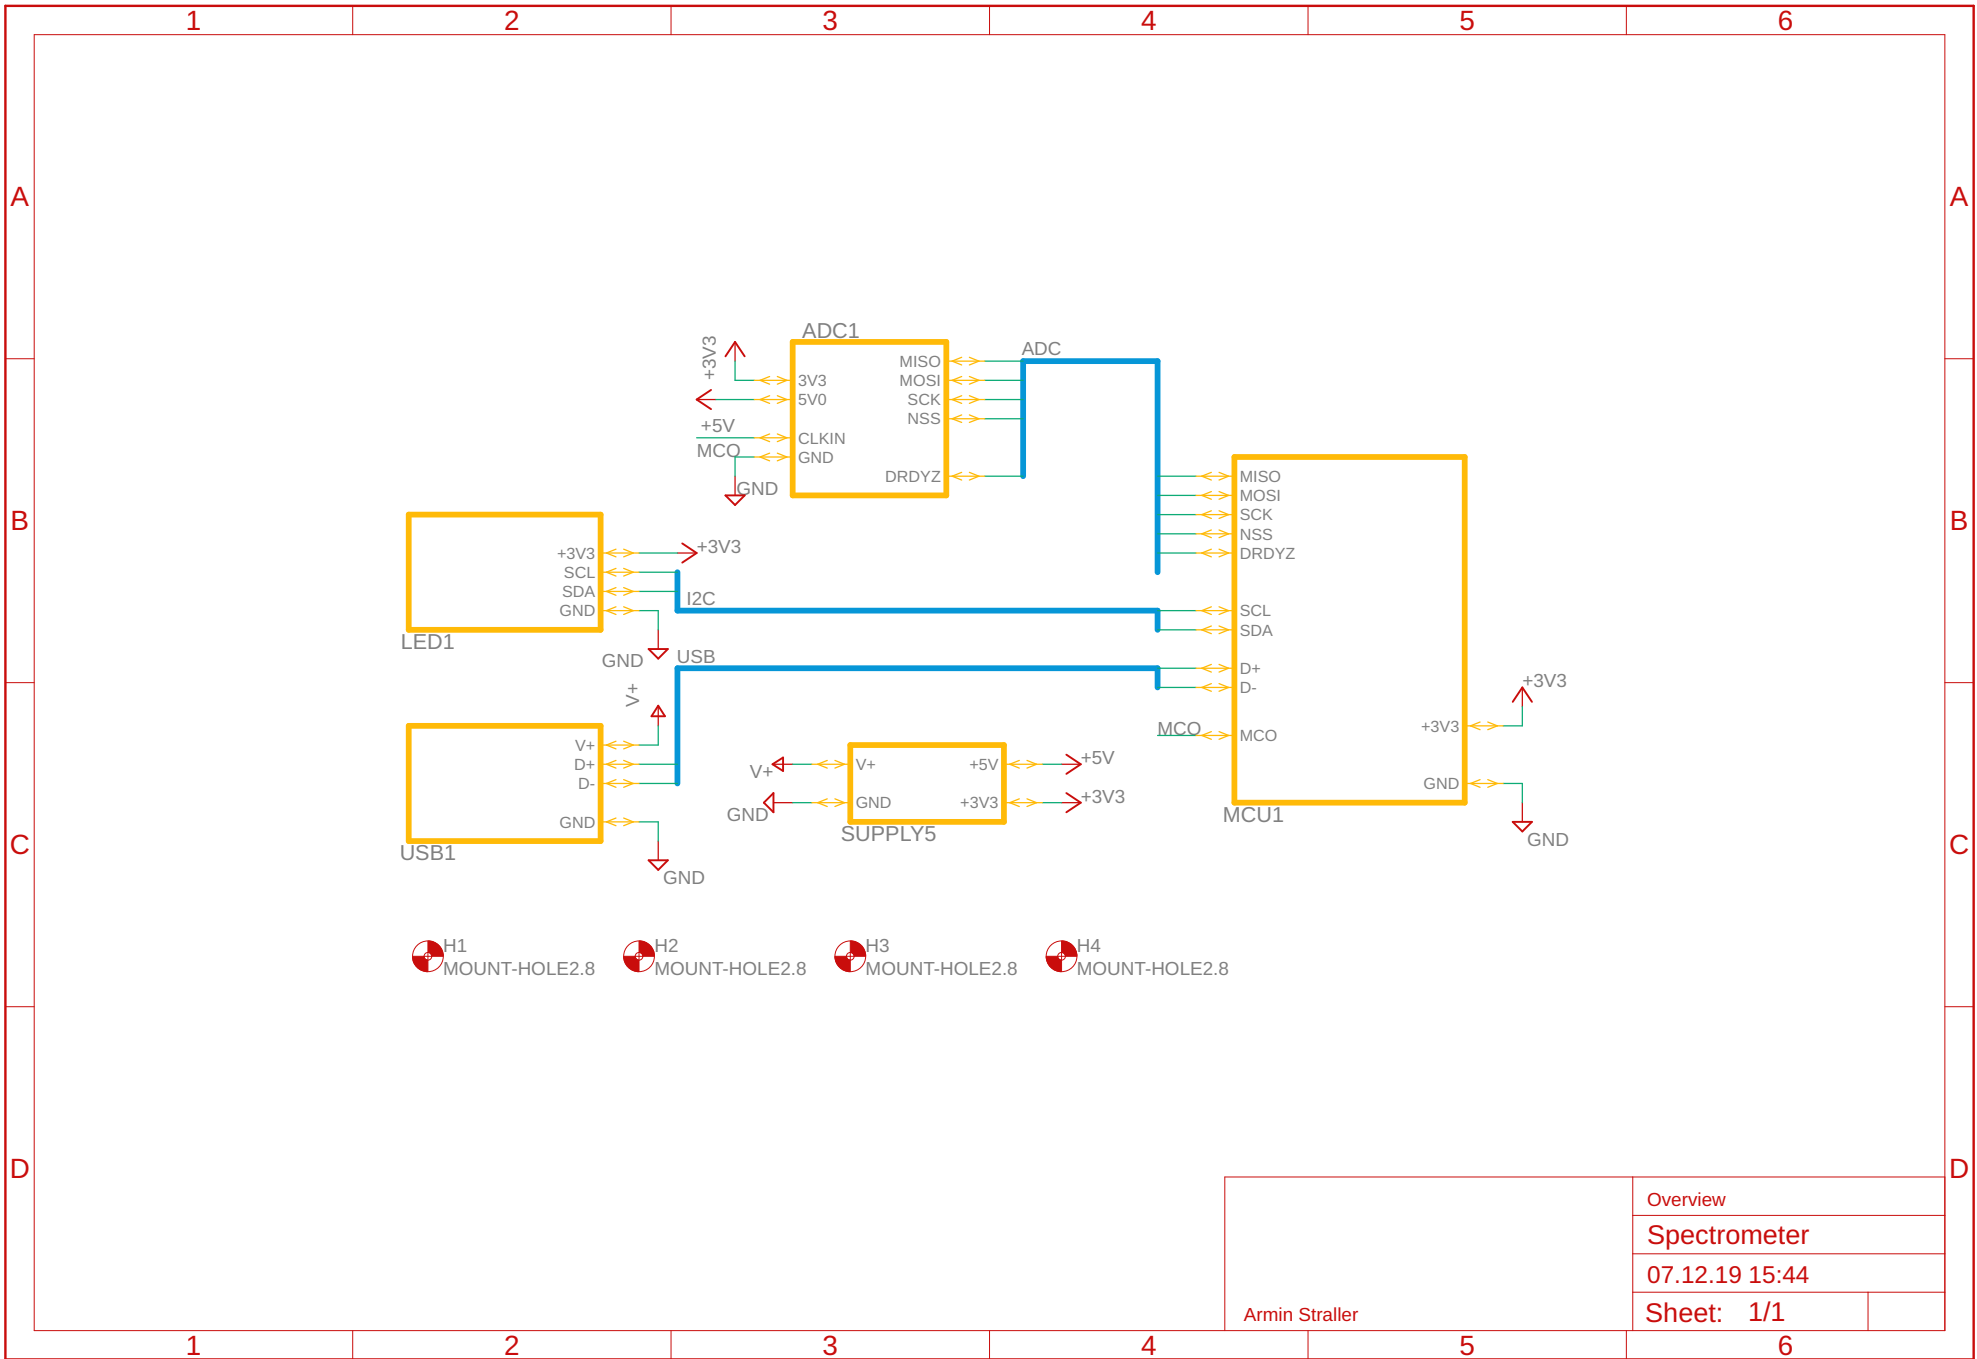 1 2 3 4 5 6
A A
ADC1
+3V3
ADC
3V3 MISO
5V0 MOSI
SCK
NSS
+5V
CLKIN
MCO
GND
DRDYZ
GND
B B
MISO
MOSI
SCK
NSS
DRDYZ
SCL
SDA
D+
D-
MCO
MCO
+3V3
+3V3
GND
GND
MCU1
+3V3
+3V3
SCL
SDA
GND
I2C
LED1
GND
USB
V+
V+
D+
D-
GND
USB1
GND
V+
V+
+5V
+5V
GND
GND
+3V3
+3V3
SUPPLY5
C C
H1
MOUNT-HOLE2.8
H2
MOUNT-HOLE2.8
H3
MOUNT-HOLE2.8
H4
MOUNT-HOLE2.8
D D
Overview
Spectrometer
07.12.19 15:44
Armin Straller
Sheet: 1/1
1 2 3 4 5 6